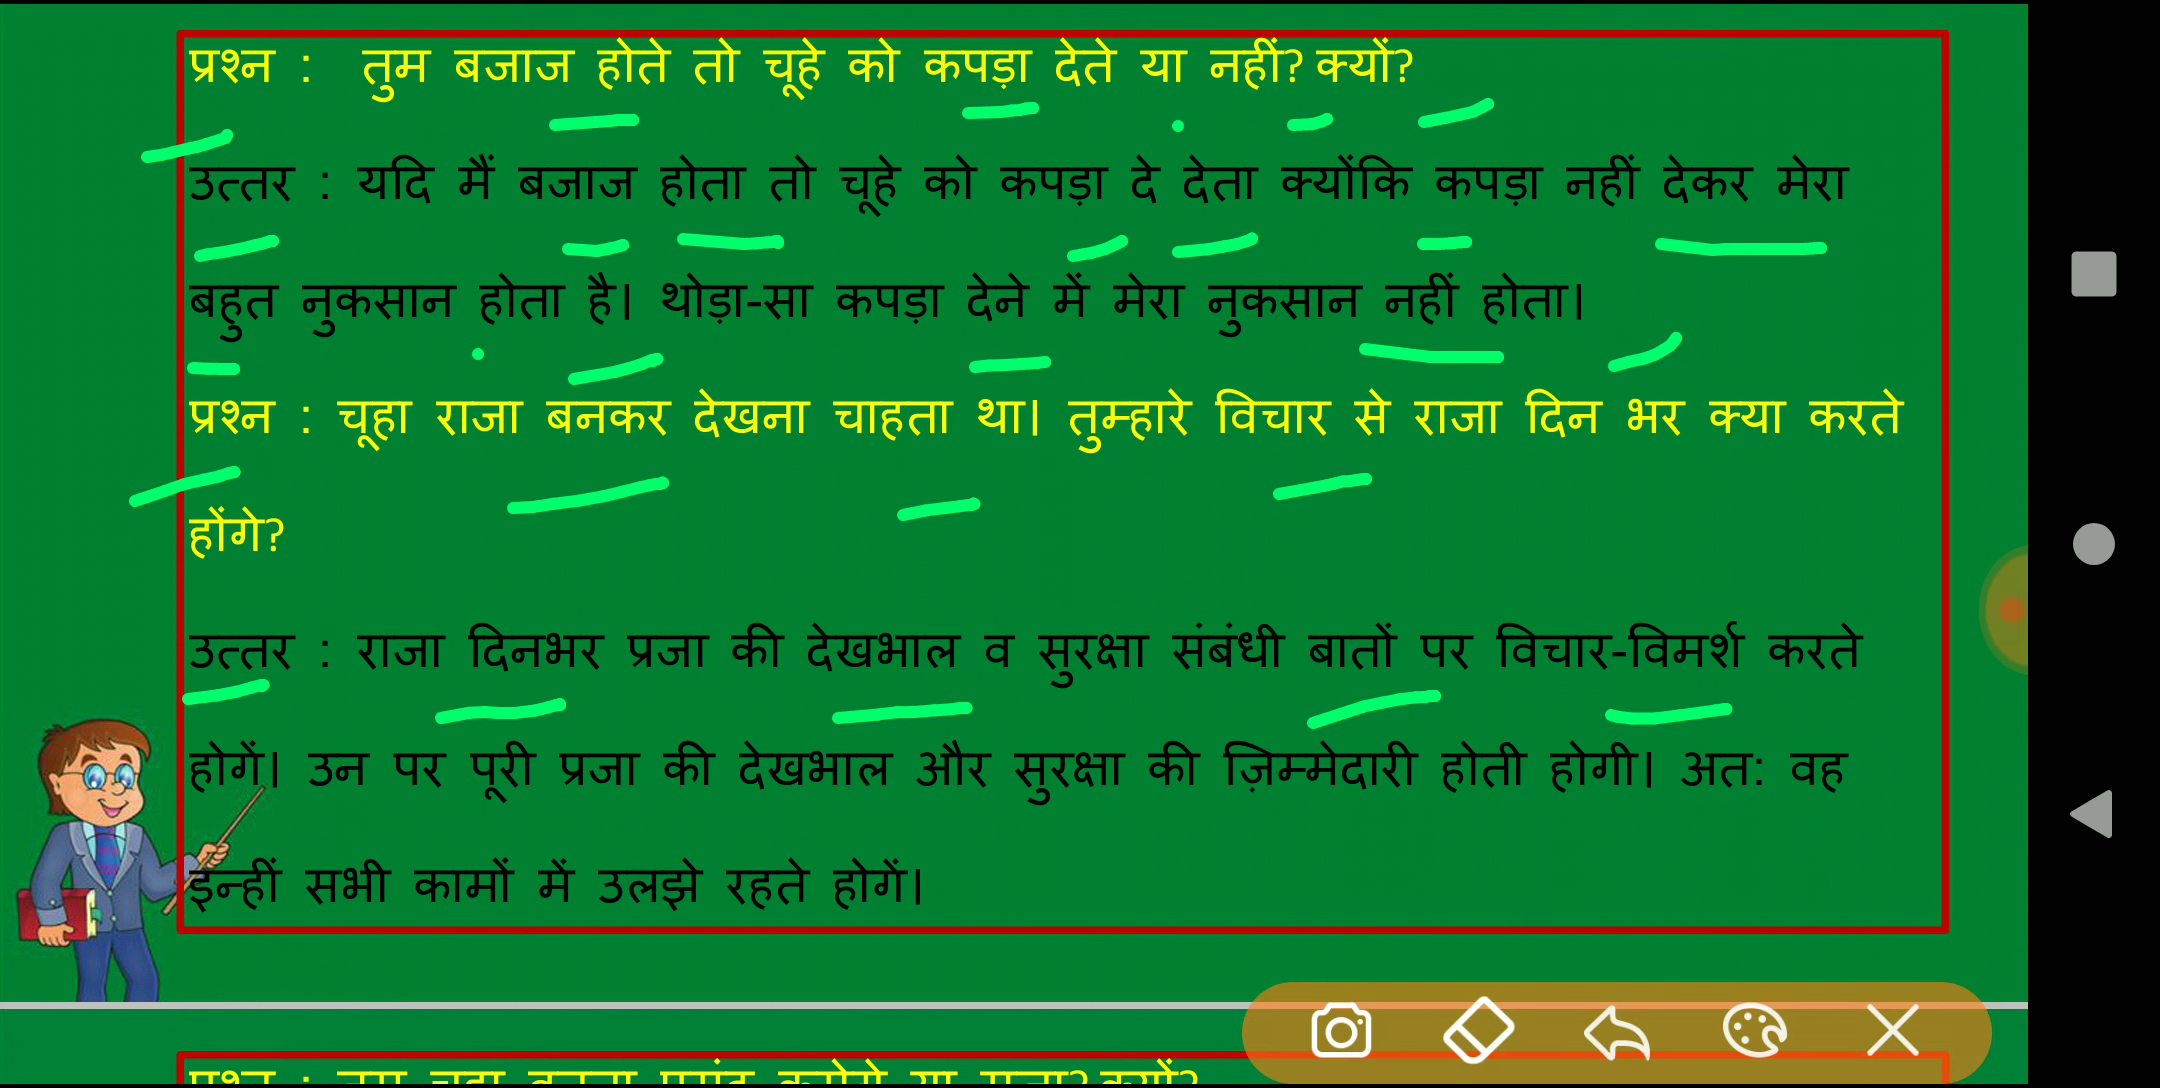 प्रश्न : तुम बजाज होते तो चूहे को कपड़ा देते या नहीं? क्यों?
उत्तर : यदि मैं बजाज होता तो चूहे को कपड़ा दे देता क्योंकि कपड़ा नहीं देकर मेरा
बहुत नुकसान होता है। थोड़ा-सा कपड़ा देने में मेरा नुकसान नहीं होता।
प्रश्न : चूहा राजा बनकर देखना चाहता था। तुम्हारे विचार से राजा दिन भर क्या करते
होंगे?
उत्तर : राजा दिनभर प्रजा की देखभाल व सुरक्षा संबंधी बातों पर विचार-विमर्श करते
होगें। उन पर पूरी प्रजा की देखभाल और सुरक्षा की ज़िम्मेदारी होती होगी। अत: वह
इन्हीं सभी कामों में उलझे रहते होगें।
प्रश्न :